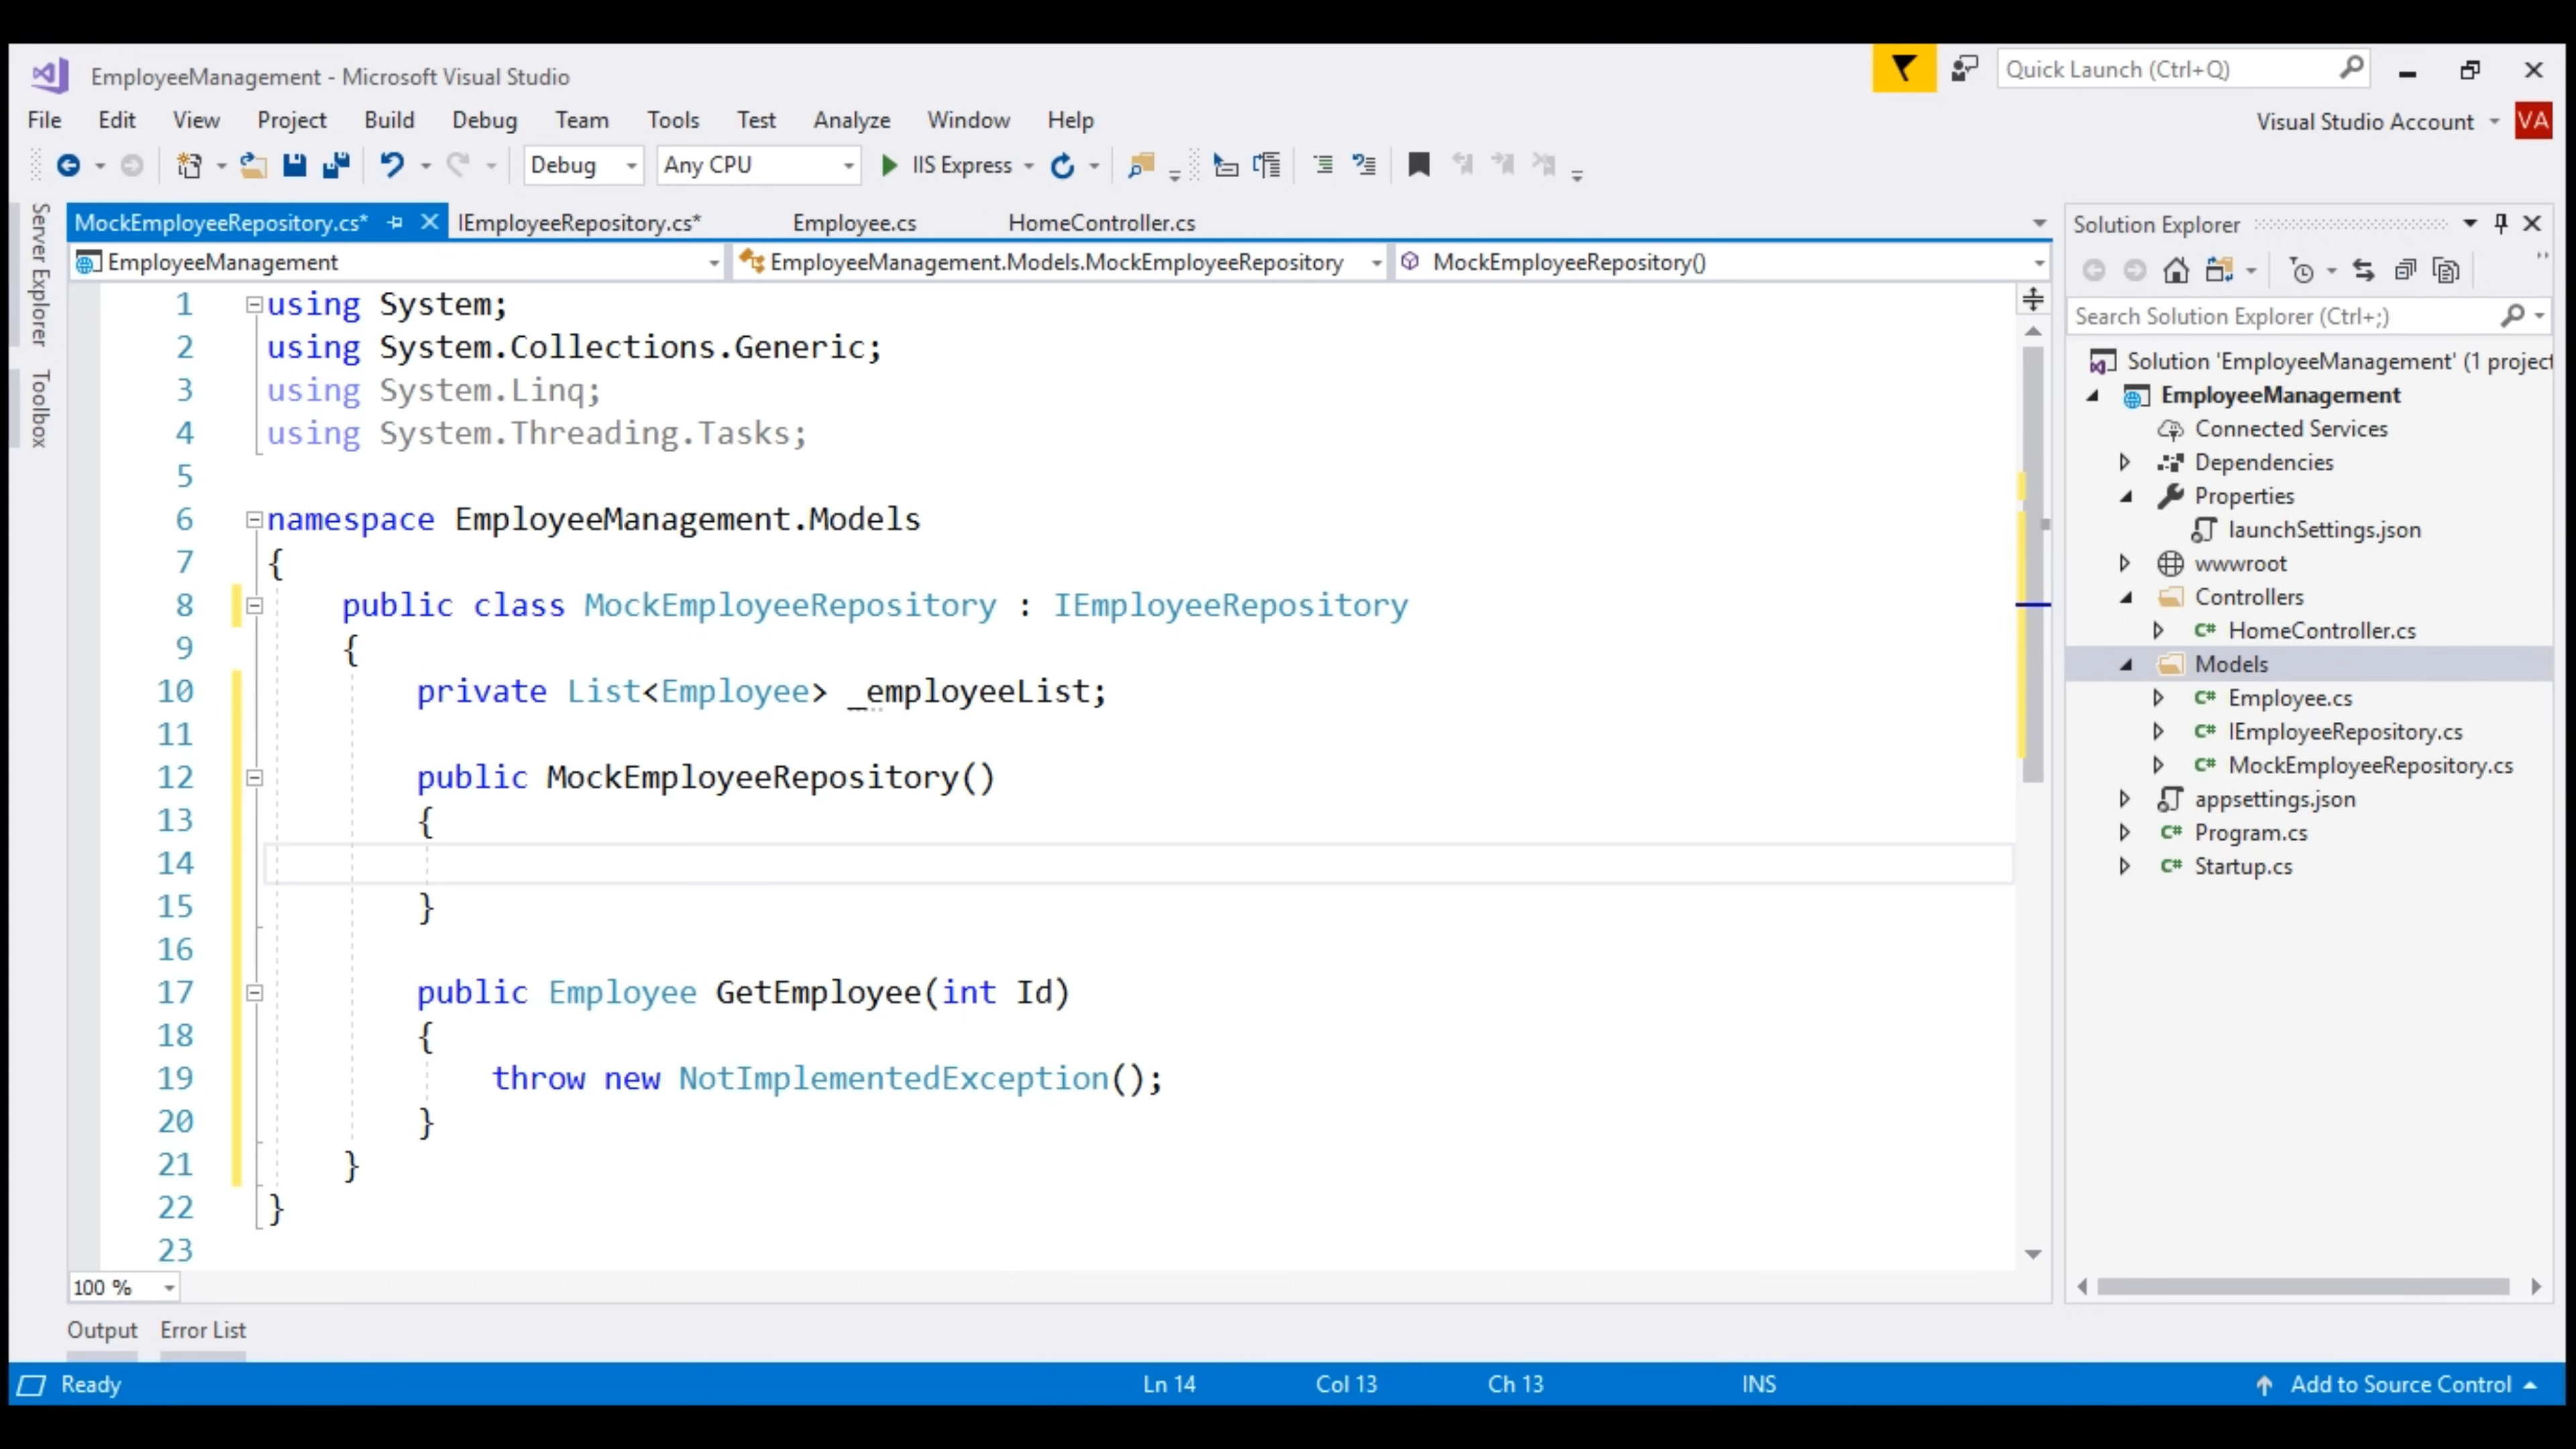 EmployeeManagement - Microsoft Visual Studio
Quick Launch (Ctrl+Q)
File Edit View Project Build Debug Team Tools Test Analyze Window Help
Visual Studio Account VA
Debug Any CPU IIS Express
Server Explorer
Toolbox
MockEmployeeRepository.cs* IEmployeeRepository.cs* Employee.cs HomeController.cs
EmployeeManagement EmployeeManagement.Models.MockEmployeeRepository MockEmployeeRepository()
1 using System;
2 using System.Collections.Generic;
3 using System.Linq;
4 using System.Threading.Tasks;
5
6 namespace EmployeeManagement.Models
7 {
8 public class MockEmployeeRepository : IEmployeeRepository
9 {
10 private List<Employee> _employeeList;
11
12 public MockEmployeeRepository()
13 {
14
15 }
16
17 public Employee GetEmployee(int Id)
18 {
19 throw new NotImplementedException();
20 }
21 }
22 }
23
100 %
Solution Explorer
Search Solution Explorer (Ctrl+;)
Solution 'EmployeeManagement' (1 project
EmployeeManagement
Connected Services
Dependencies
Properties
launchSettings.json
wwwroot
Controllers
C# HomeController.cs
Models
C# Employee.cs
C# IEmployeeRepository.cs
C# MockEmployeeRepository.cs
appsettings.json
C# Program.cs
C# Startup.cs
Output Error List
Ready Ln 14 Col 13 Ch 13 INS Add to Source Control